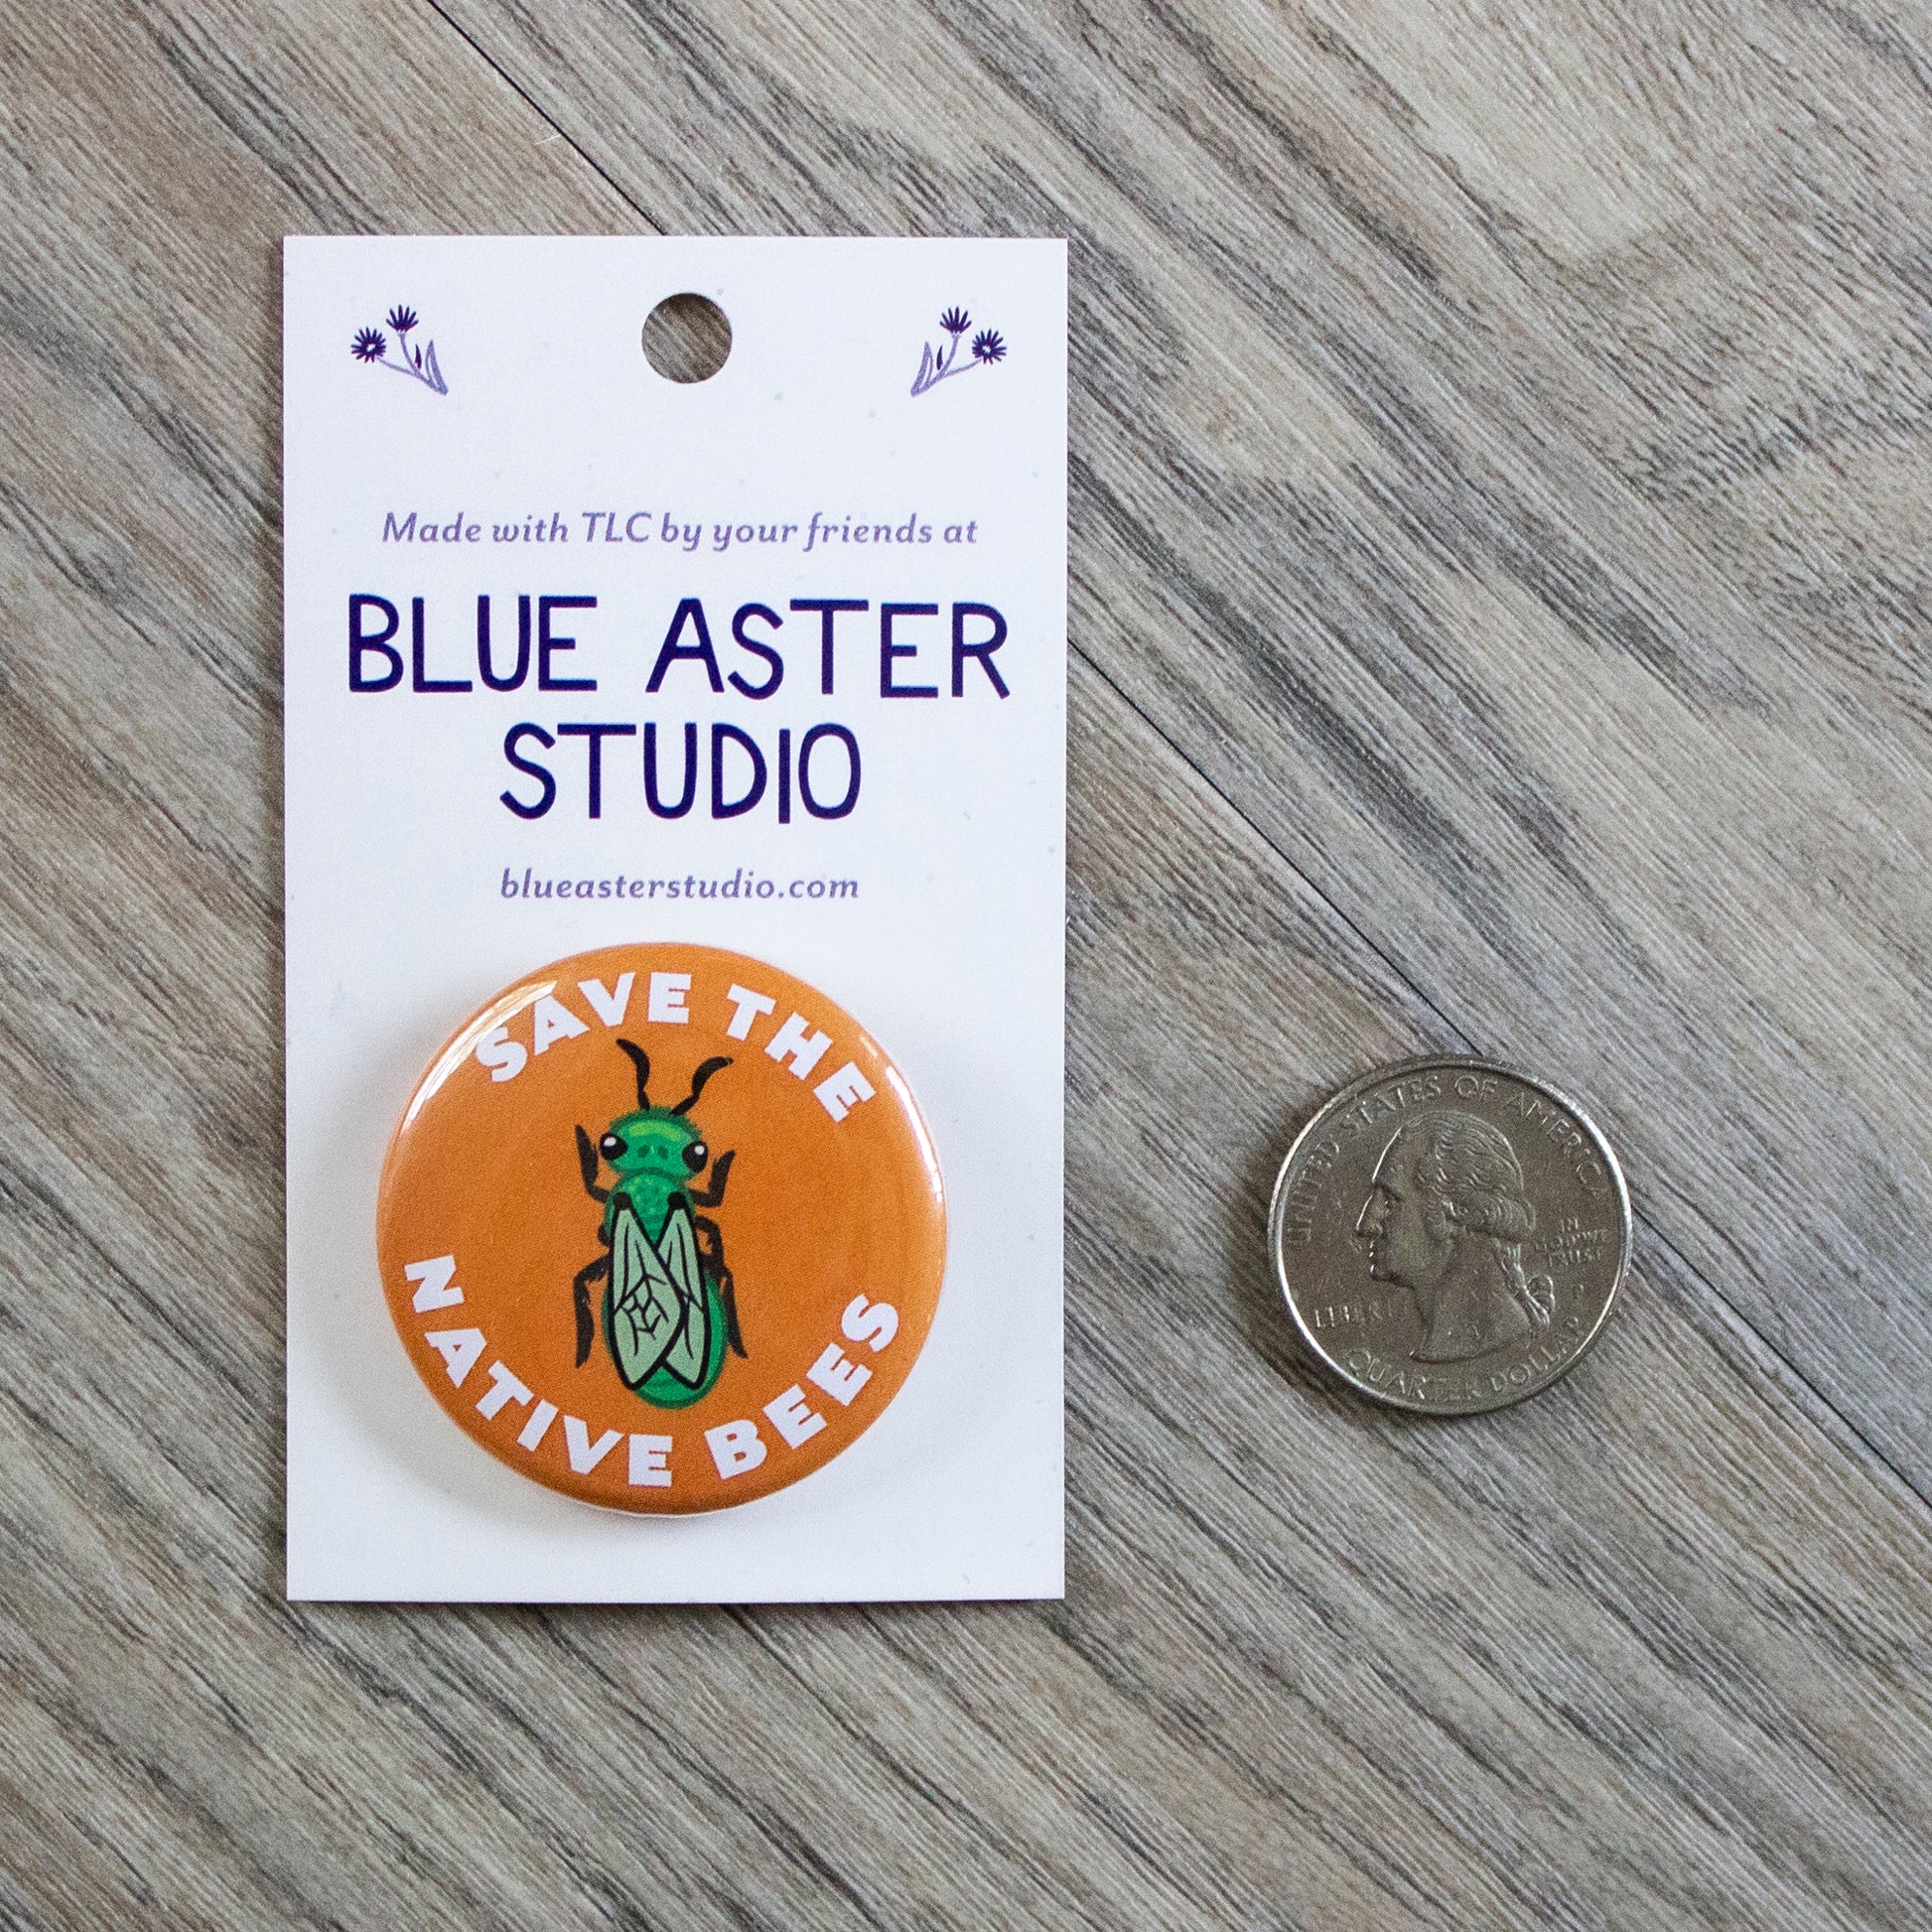 Made with TLC by your friends at
BLUE ASTER
STUDIO
blueasterstudio.com
SAVE THE
NATIVE BEES
UNITED STATES OF AMERICA
IN
GOD WE
TRUST
LIBERTY
QUARTER DOLLAR